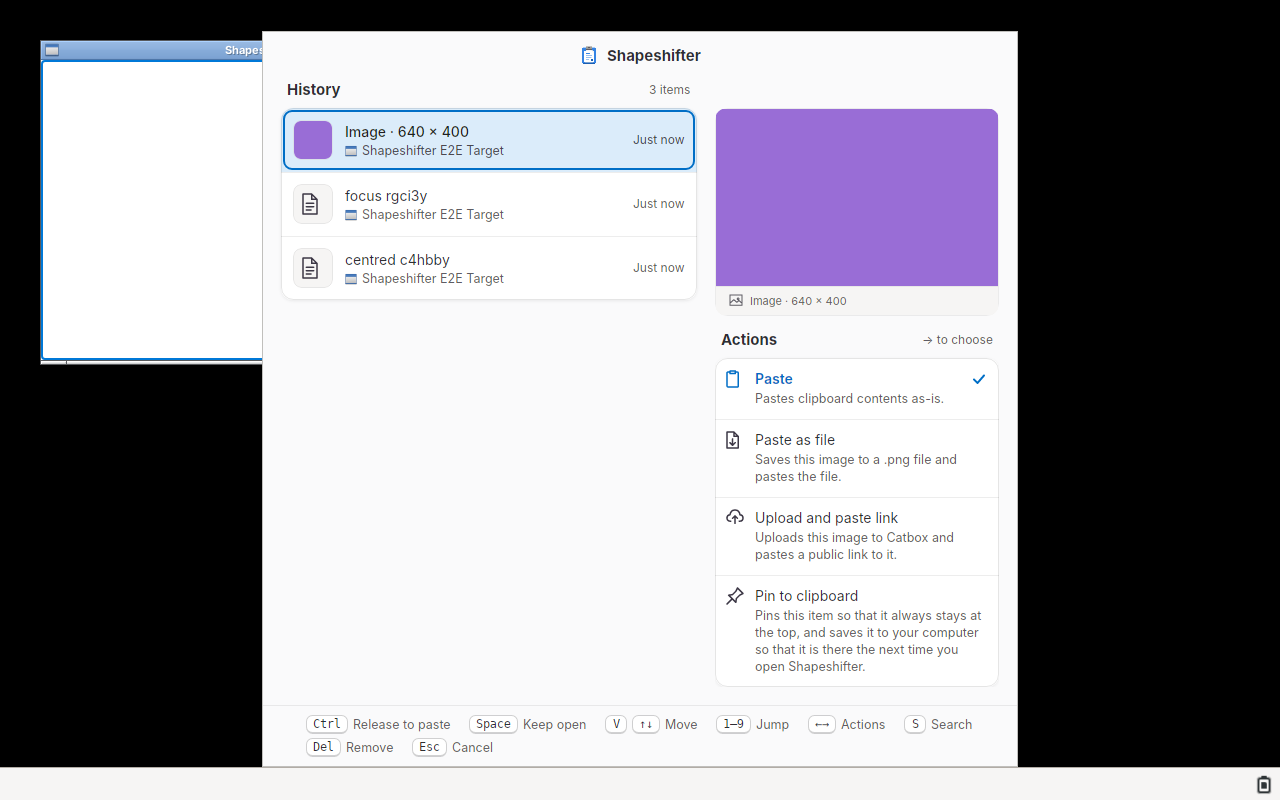 Shapes
Shapeshifter
History
3 items
Image · 640 × 400
Shapeshifter E2E Target
Just now
focus rgci3y
Shapeshifter E2E Target
Just now
centred c4hbby
Shapeshifter E2E Target
Just now
Image · 640 × 400
Actions
→ to choose
Paste
Pastes clipboard contents as-is.
Paste as file
Saves this image to a .png file and
pastes the file.
Upload and paste link
Uploads this image to Catbox and
pastes a public link to it.
Pin to clipboard
Pins this item so that it always stays at
the top, and saves it to your computer
so that it is there the next time you
open Shapeshifter.
Ctrl Release to paste Space Keep open V ↑↓ Move 1–9 Jump ←→ Actions S Search
Del Remove Esc Cancel